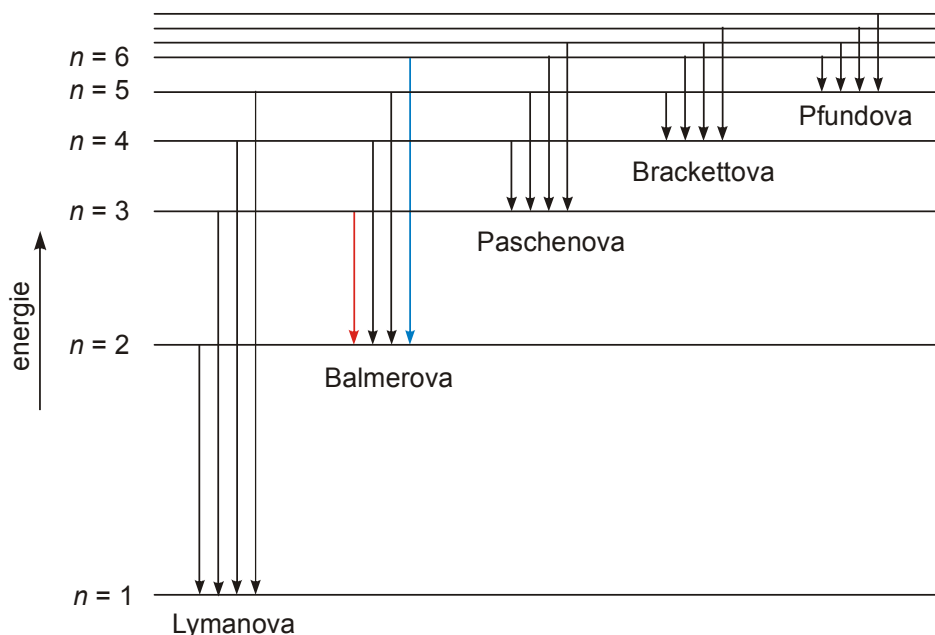 n = 6
n = 5
Pfundova
n = 4
Brackettova
n = 3
Paschenova
energie
n = 2
Balmerova
n = 1
Lymanova